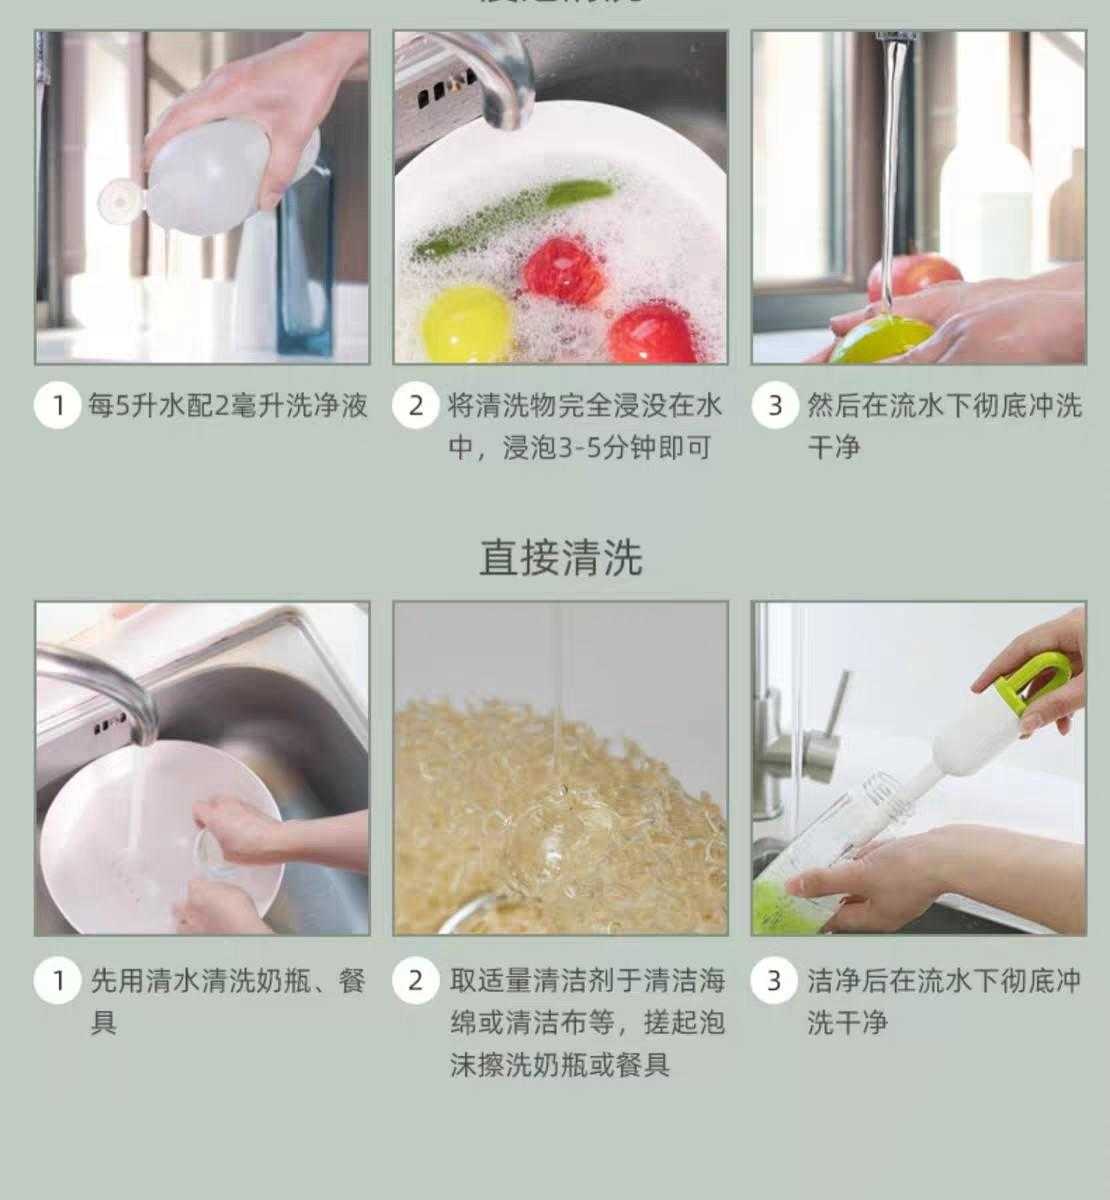 1 每5升水配2毫升洗净液
2 将清洗物完全浸没在水
中，浸泡3-5分钟即可
3 然后在流水下彻底冲洗
干净
直接清洗
1 先用清水清洗奶瓶、餐
具
2 取适量清洁剂于清洁海
绵或清洁布等，搓起泡
沫擦洗奶瓶或餐具
3 洁净后在流水下彻底冲
洗干净